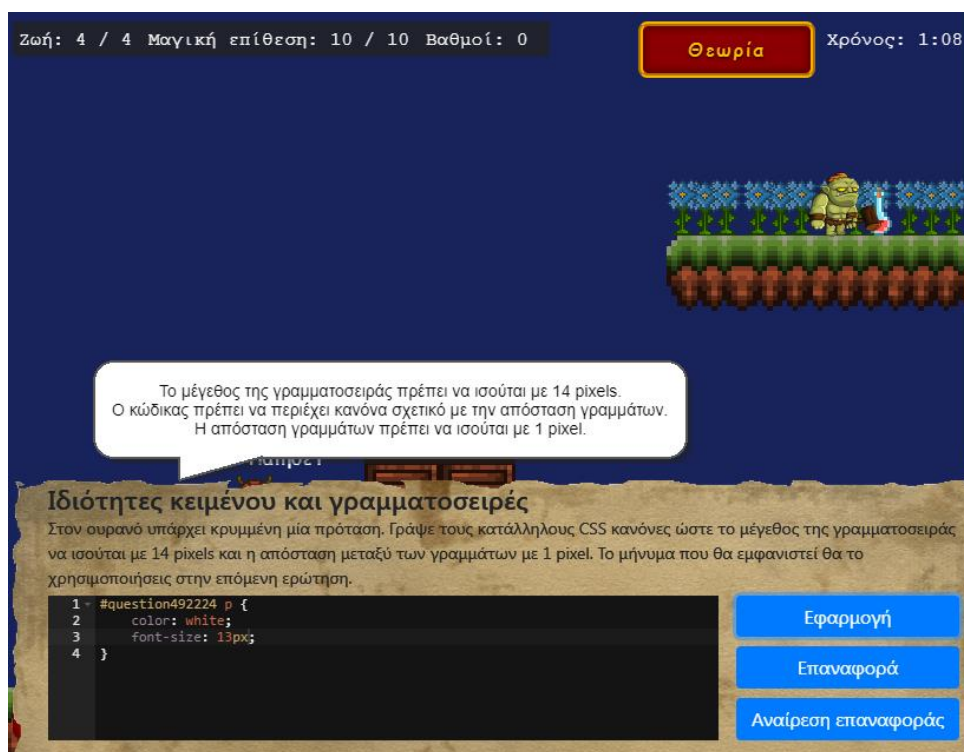 Ζωή: 4 / 4 Μαγική επίθεση: 10 / 10 Βαθμοί: 0
Θεωρία
Χρόνος: 1:08
Το μέγεθος της γραμματοσειράς πρέπει να ισούται με 14 pixels.
Ο κώδικας πρέπει να περιέχει κανόνα σχετικό με την απόσταση γραμμάτων.
Η απόσταση γραμμάτων πρέπει να ισούται με 1 pixel.
Ιδιότητες κειμένου και γραμματοσειρές
Στον ουρανό υπάρχει κρυμμένη μία πρόταση. Γράψε τους κατάλληλους CSS κανόνες ώστε το μέγεθος της γραμματοσειράς
να ισούται με 14 pixels και η απόσταση μεταξύ των γραμμάτων με 1 pixel. Το μήνυμα που θα εμφανιστεί θα το
χρησιμοποιήσεις στην επόμενη ερώτηση.
1 #question492224 p {
2 color: white;
3 font-size: 13px;
4 }
Εφαρμογή
Επαναφορά
Αναίρεση επαναφοράς